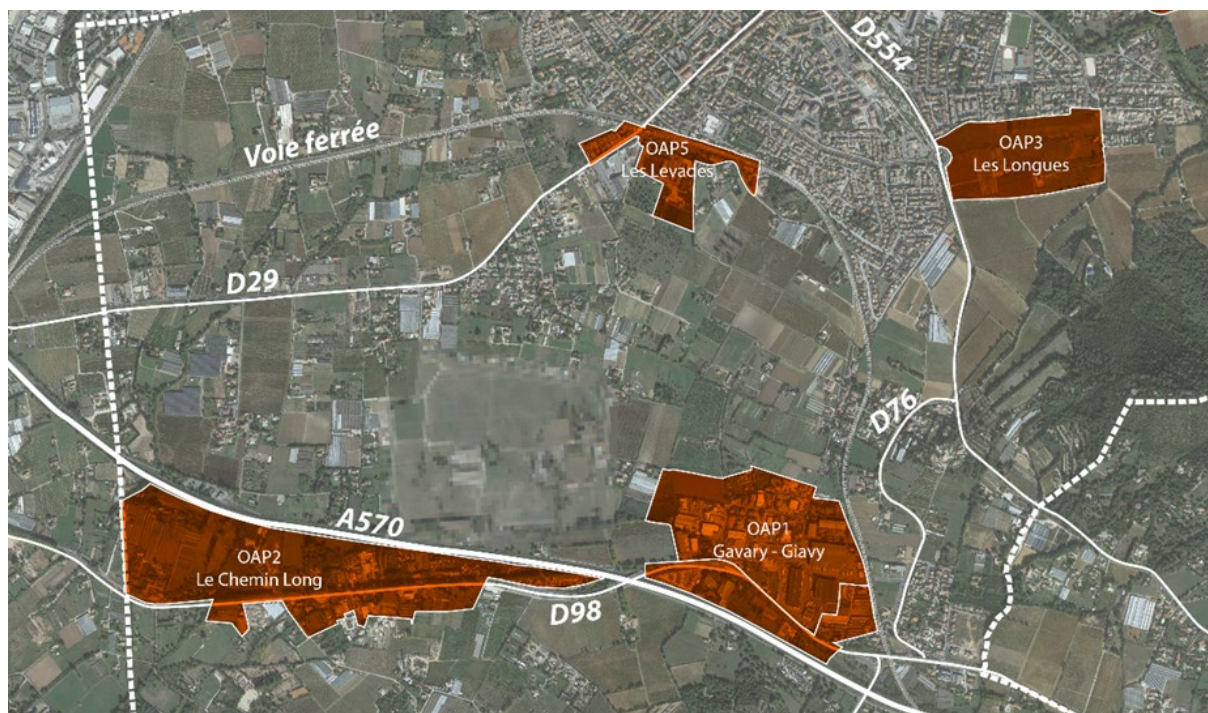 D554
Voie ferrée
OAP5
Les Levades
OAP3
Les Longues
D29
D76
A570
OAP1
Gavary - Giavy
OAP2
Le Chemin Long
D98